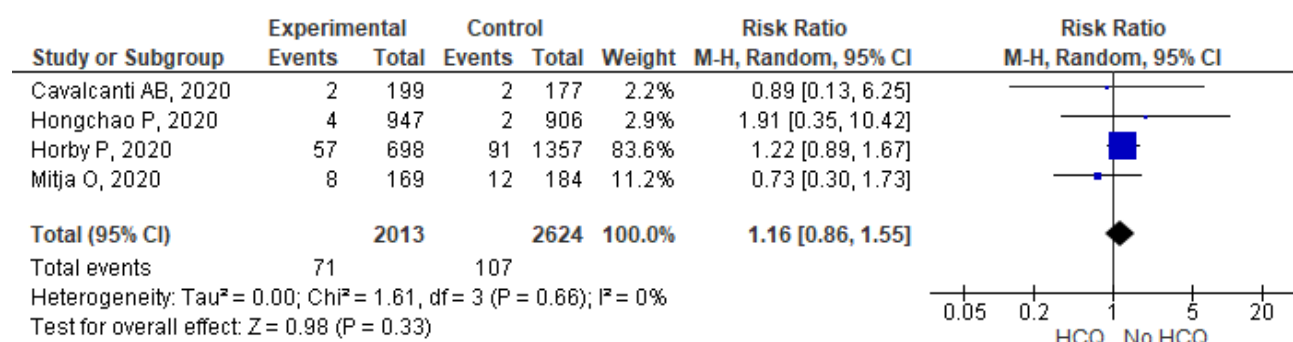 Experimental Control Risk Ratio Risk Ratio
Study or Subgroup Events Total Events Total Weight M-H, Random, 95% CI M-H, Random, 95% CI
Cavalcanti AB, 2020 2 199 2 177 2.2% 0.89 [0.13, 6.25]
Hongchao P, 2020 4 947 2 906 2.9% 1.91 [0.35, 10.42]
Horby P, 2020 57 698 91 1357 83.6% 1.22 [0.89, 1.67]
Mitja O, 2020 8 169 12 184 11.2% 0.73 [0.30, 1.73]
Total (95% CI) 2013 2624 100.0% 1.16 [0.86, 1.55]
Total events 71 107
Heterogeneity: Tau² = 0.00; Chi² = 1.61, df = 3 (P = 0.66); I² = 0%
Test for overall effect: Z = 0.98 (P = 0.33)
0.05 0.2 1 5 20
HCQ No HCQ